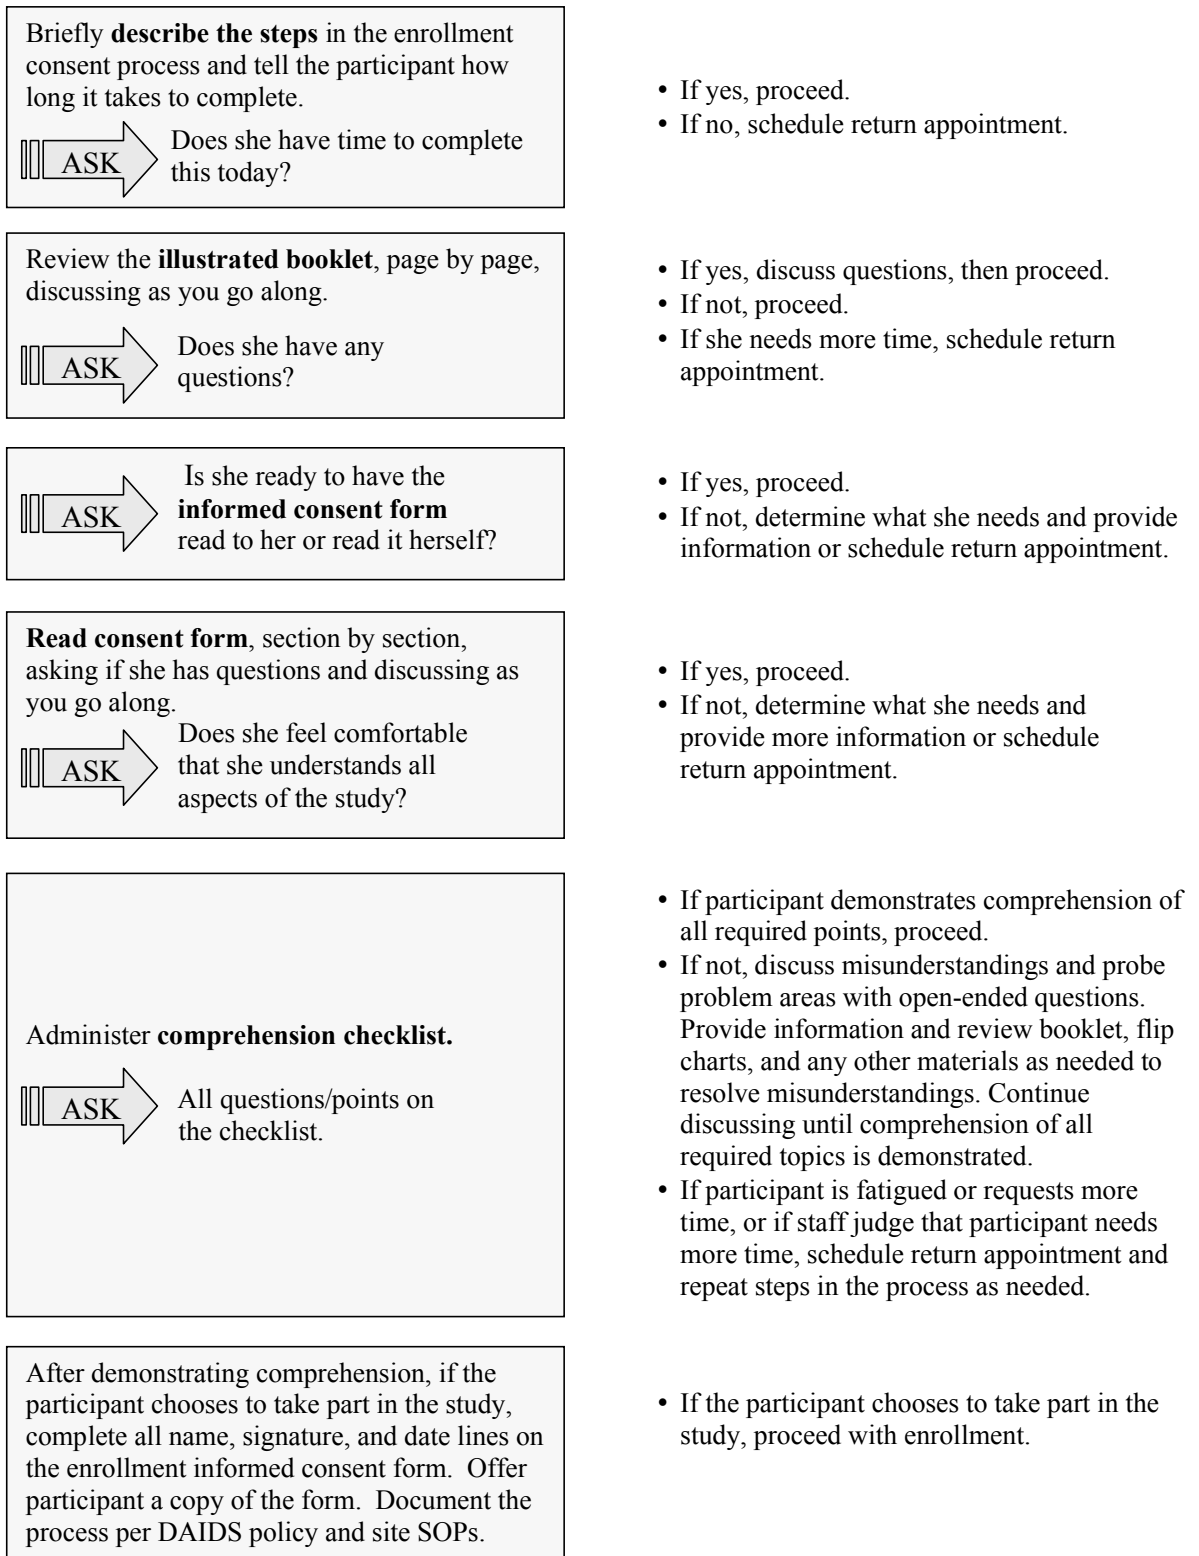 Briefly describe the steps in the enrollment
consent process and tell the participant how
long it takes to complete.
ASK
Does she have time to complete
this today?
• If yes, proceed.
• If no, schedule return appointment.
Review the illustrated booklet, page by page,
discussing as you go along.
ASK
Does she have any
questions?
• If yes, discuss questions, then proceed.
• If not, proceed.
• If she needs more time, schedule return
appointment.
ASK
Is she ready to have the
informed consent form
read to her or read it herself?
• If yes, proceed.
• If not, determine what she needs and provide
information or schedule return appointment.
Read consent form, section by section,
asking if she has questions and discussing as
you go along.
ASK
Does she feel comfortable
that she understands all
aspects of the study?
• If yes, proceed.
• If not, determine what she needs and
provide more information or schedule
return appointment.
Administer comprehension checklist.
ASK
All questions/points on
the checklist.
• If participant demonstrates comprehension of
all required points, proceed.
• If not, discuss misunderstandings and probe
problem areas with open-ended questions.
Provide information and review booklet, flip
charts, and any other materials as needed to
resolve misunderstandings. Continue
discussing until comprehension of all
required topics is demonstrated.
• If participant is fatigued or requests more
time, or if staff judge that participant needs
more time, schedule return appointment and
repeat steps in the process as needed.
After demonstrating comprehension, if the
participant chooses to take part in the study,
complete all name, signature, and date lines on
the enrollment informed consent form.  Offer
participant a copy of the form.  Document the
process per DAIDS policy and site SOPs.
• If the participant chooses to take part in the
study, proceed with enrollment.